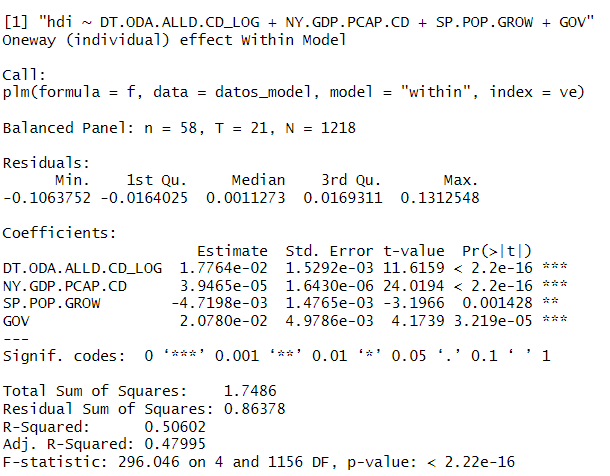 [1] "hdi ~ DT.ODA.ALLD.CD_LOG + NY.GDP.PCAP.CD + SP.POP.GROW + GOV"
Oneway (individual) effect Within Model
Call:
plm(formula = f, data = datos_model, model = "within", index = ve)
Balanced Panel: n = 58, T = 21, N = 1218
Residuals:
Min. 1st Qu. Median 3rd Qu. Max.
-0.1063752 -0.0164025 0.0011273 0.0169311 0.1312548
Coefficients:
Estimate Std. Error t-value Pr(>|t|)
DT.ODA.ALLD.CD_LOG 1.7764e-02 1.5292e-03 11.6159 < 2.2e-16 ***
NY.GDP.PCAP.CD 3.9465e-05 1.6430e-06 24.0194 < 2.2e-16 ***
SP.POP.GROW -4.7198e-03 1.4765e-03 -3.1966 0.001428 **
GOV 2.0780e-02 4.9786e-03 4.1739 3.219e-05 ***
---
Signif. codes: 0 ‘***’ 0.001 ‘**’ 0.01 ‘*’ 0.05 ‘.’ 0.1 ‘ ’ 1
Total Sum of Squares: 1.7486
Residual Sum of Squares: 0.86378
R-Squared: 0.50602
Adj. R-Squared: 0.47995
F-statistic: 296.046 on 4 and 1156 DF, p-value: < 2.22e-16